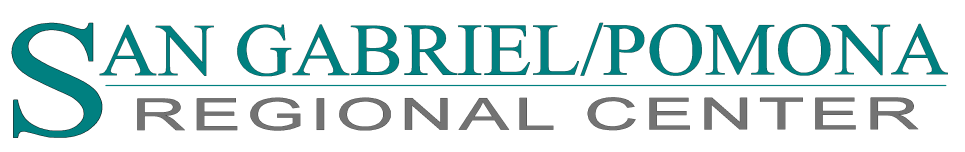 SAN GABRIEL/POMONA
REGIONAL CENTER